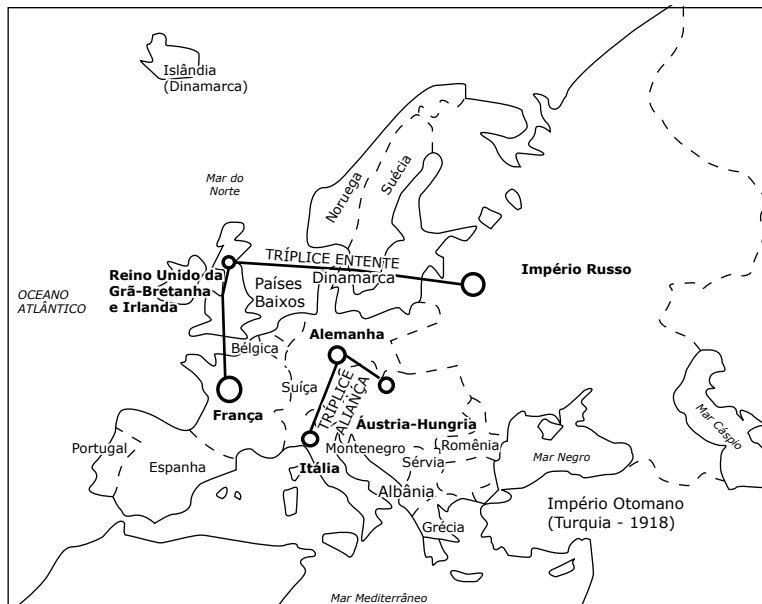 Islândia
(Dinamarca)
Mar do
Norte
Noruega
Suécia
TRÍPLICE ENTENTE
Dinamarca
Império Russo
Reino Unido da
Grã-Bretanha
e Irlanda
Países
Baixos
OCEANO
ATLÂNTICO
Alemanha
Bélgica
Suíça
TRÍPLICE
ALIANÇA
França
Áustria-Hungria
Mar Cáspio
Portugal
Espanha
Itália
Montenegro
Romênia
Sérvia
Mar Negro
Albânia
Império Otomano
(Turquia - 1918)
Grécia
Mar Mediterrâneo